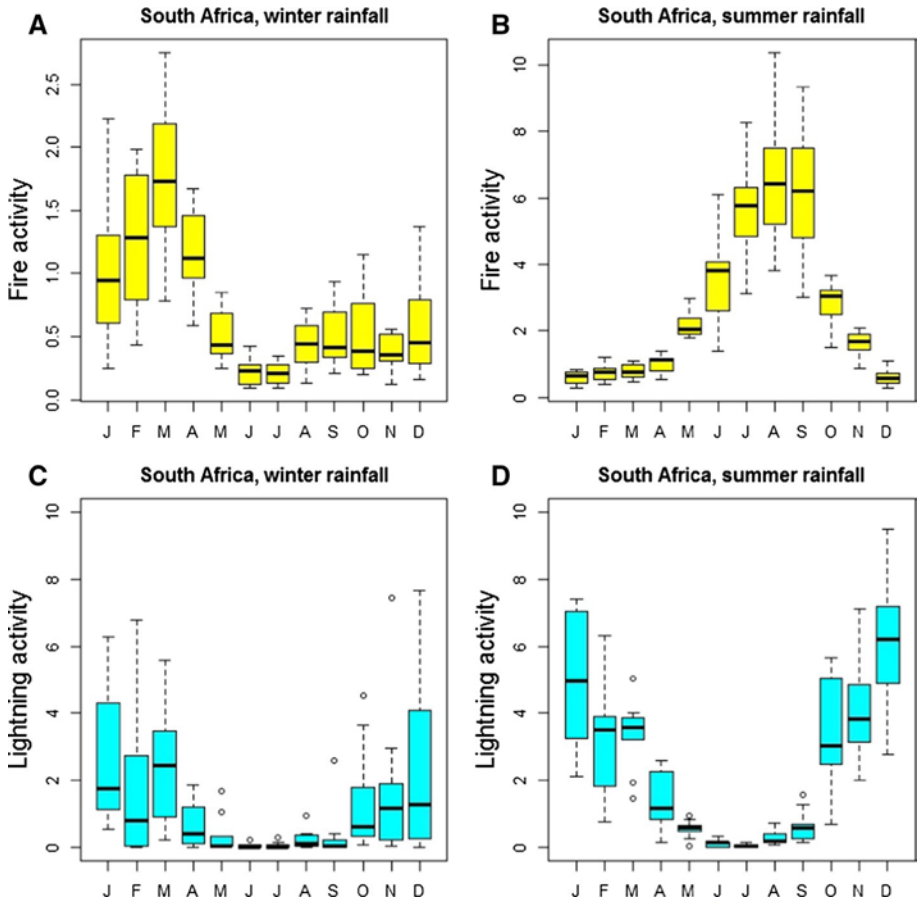 A South Africa, winter rainfall
Fire activity
2.5
2.0
1.5
1.0
0.5
0.0
J F M A M J J A S O N D
B South Africa, summer rainfall
Fire activity
10
8
6
4
2
0
J F M A M J J A S O N D
C South Africa, winter rainfall
Lightning activity
10
8
6
4
2
0
J F M A M J J A S O N D
D South Africa, summer rainfall
Lightning activity
10
8
6
4
2
0
J F M A M J J A S O N D